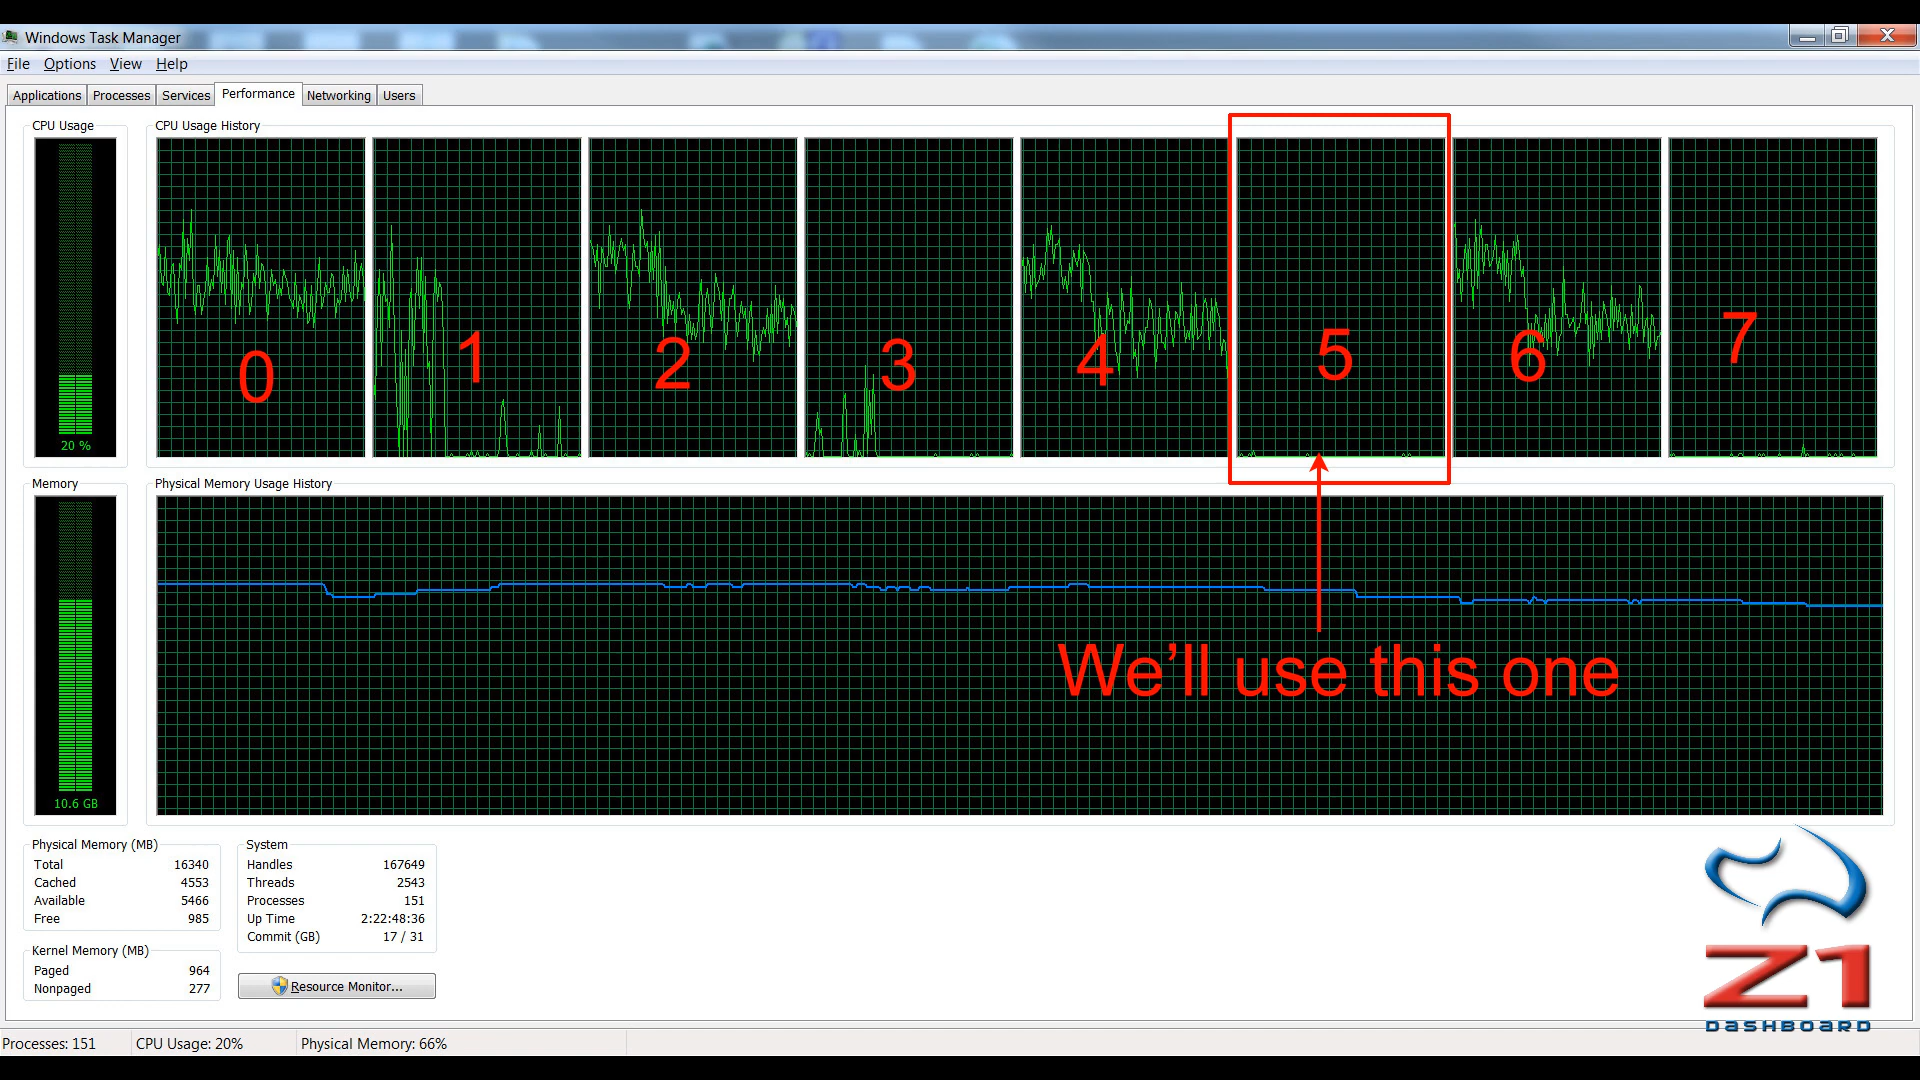 Windows Task Manager
File Options View Help
Applications Processes Services Performance Networking Users
CPU Usage CPU Usage History
0 1 2 3 4 5 6 7
20 %
Memory Physical Memory Usage History
We'll use this one
10.6 GB
Physical Memory (MB)
Total 16340
Cached 4553
Available 5466
Free 985
Kernel Memory (MB)
Paged 964
Nonpaged 277
System
Handles 167649
Threads 2543
Processes 151
Up Time 2:22:48:36
Commit (GB) 17 / 31
Resource Monitor...
Z1
DASHBOARD
Processes: 151 CPU Usage: 20% Physical Memory: 66%